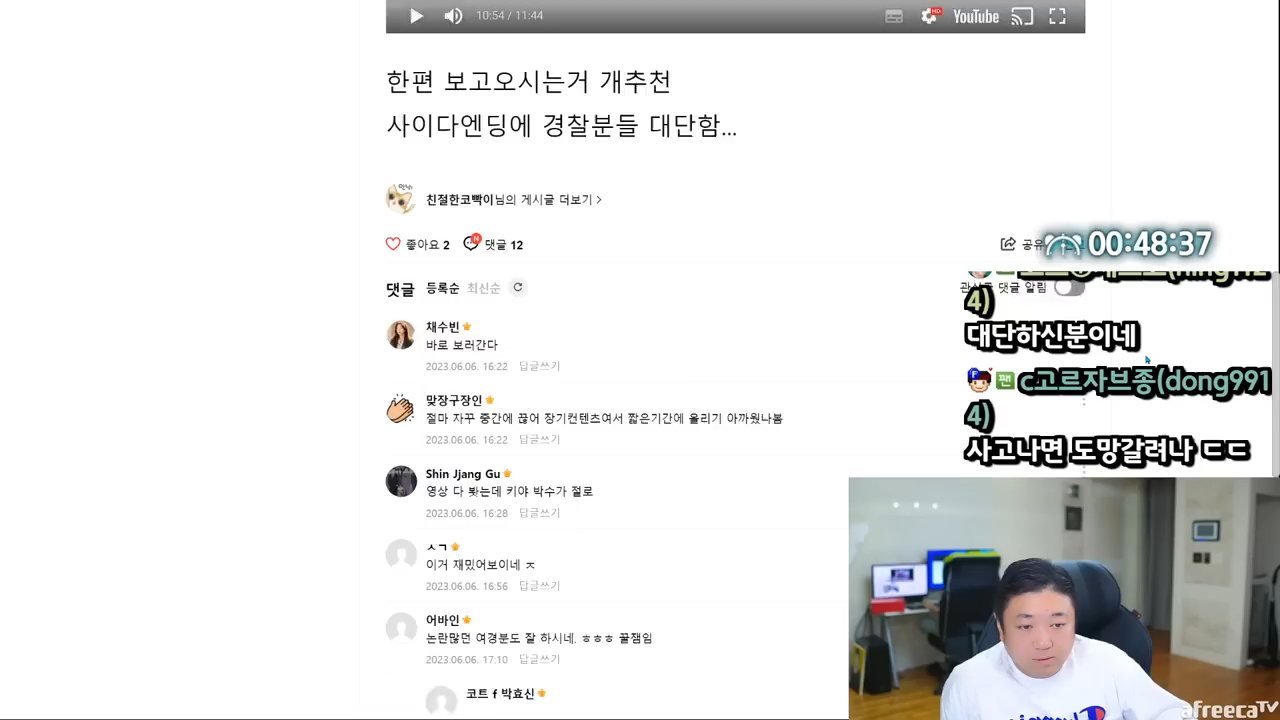 10:54 / 11:44
HD
YouTube
한편 보고오시는거 개추천
사이다엔딩에 경찰분들 대단함...
친절한코빡이님의 게시글 더보기 >
좋아요 2 댓글 12
N
공유
00:48:37
댓글 등록순 최신순
댓글 알림
채수빈
바로 보러간다
2023.06.06. 16:22 답글쓰기
맞장구장인
절마 자꾸 중간에 끊어 장기컨텐츠여서 짧은기간에 올리기 아까웠나봄
2023.06.06. 16:22 답글쓰기
Shin Jjang Gu
영상 다 봣는데 키야 박수가 절로
2023.06.06. 16:28 답글쓰기
ㅅㄱ
이거 재밌어보이네 ㅈ
2023.06.06. 16:56 답글쓰기
어바인
논란많던 여경분도 잘 하시네. ㅎㅎㅎ 꿀잼임
2023.06.06. 17:10 답글쓰기
코트 f 박효신
4)
대단하신분이네
F 팬 c고르자브종(dong991
4)
사고나면 도망갈려나 ㄷㄷ
afreecaTV